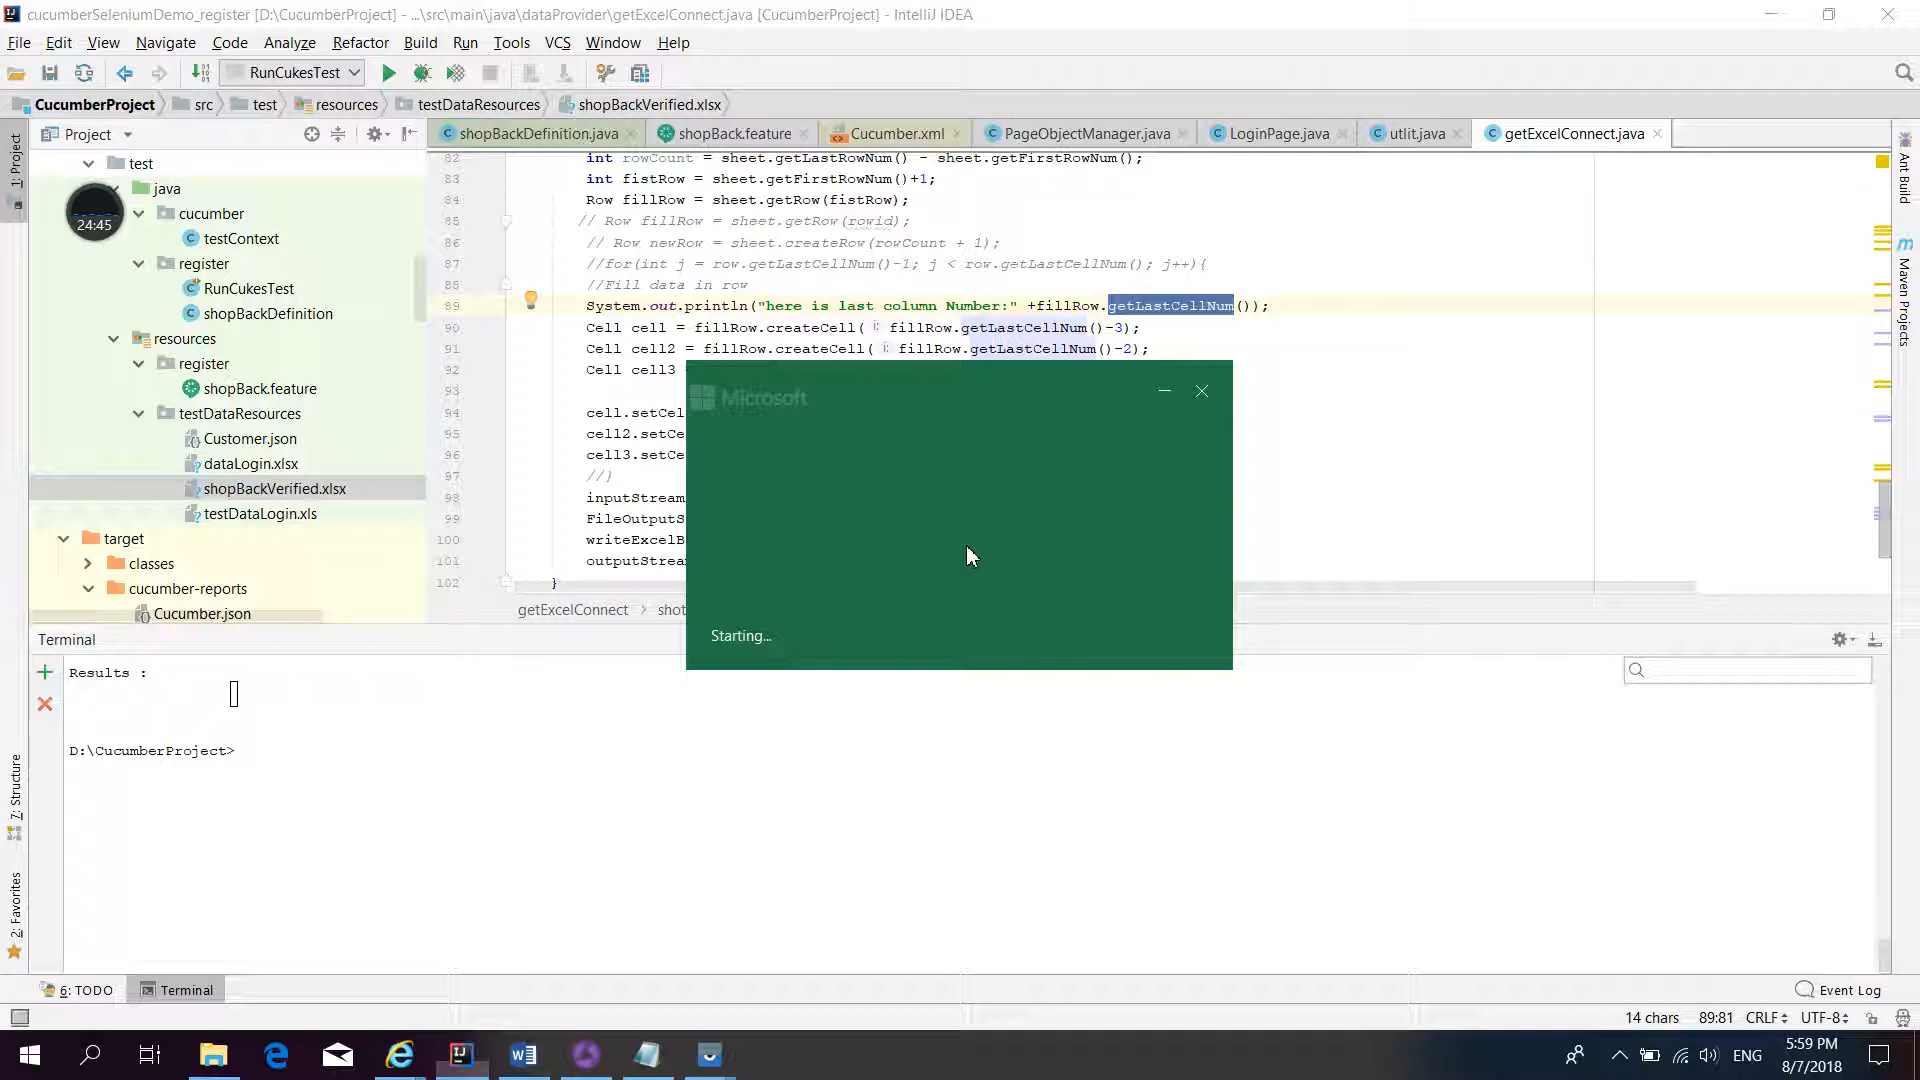 cucumberSeleniumDemo_register [D:\CucumberProject] - ...\src\main\java\dataProvider\getExcelConnect.java [CucumberProject] - IntelliJ IDEA
File Edit View Navigate Code Analyze Refactor Build Run Tools VCS Window Help
RunCukesTest
CucumberProject src test resources testDataResources shopBackVerified.xlsx
1: Project
Project
shopBackDefinition.java shopBack.feature Cucumber.xml PageObjectManager.java LoginPage.java utlit.java getExcelConnect.java
test
java
24:45
cucumber
testContext
register
RunCukesTest
shopBackDefinition
resources
register
shopBack.feature
testDataResources
Customer.json
dataLogin.xlsx
shopBackVerified.xlsx
testDataLogin.xls
target
classes
cucumber-reports
Cucumber.json
82 int rowCount = sheet.getLastRowNum() - sheet.getFirstRowNum();
83 int fistRow = sheet.getFirstRowNum()+1;
84 Row fillRow = sheet.getRow(fistRow);
85 // Row fillRow = sheet.getRow(rowid);
86 // Row newRow = sheet.createRow(rowCount + 1);
87 //for(int j = row.getLastCellNum()-1; j < row.getLastCellNum(); j++){
88 //Fill data in row
89 System.out.println("here is last column Number:" +fillRow.getLastCellNum());
90 Cell cell = fillRow.createCell( i: fillRow.getLastCellNum()-3);
91 Cell cell2 = fillRow.createCell( i: fillRow.getLastCellNum()-2);
92 Cell cell3
93
94 cell.setCel
95 cell2.setCe
96 cell3.setCe
97 //}
98 inputStream
99 FileOutputS
100 writeExcelB
101 outputStrea
102 }
getExcelConnect shot
Microsoft
Starting...
Ant Build
Maven Projects
Terminal
Results :
D:\CucumberProject>
7: Structure
2: Favorites
6: TODO Terminal Event Log
14 chars 89:81 CRLF UTF-8
ENG
5:59 PM
8/7/2018